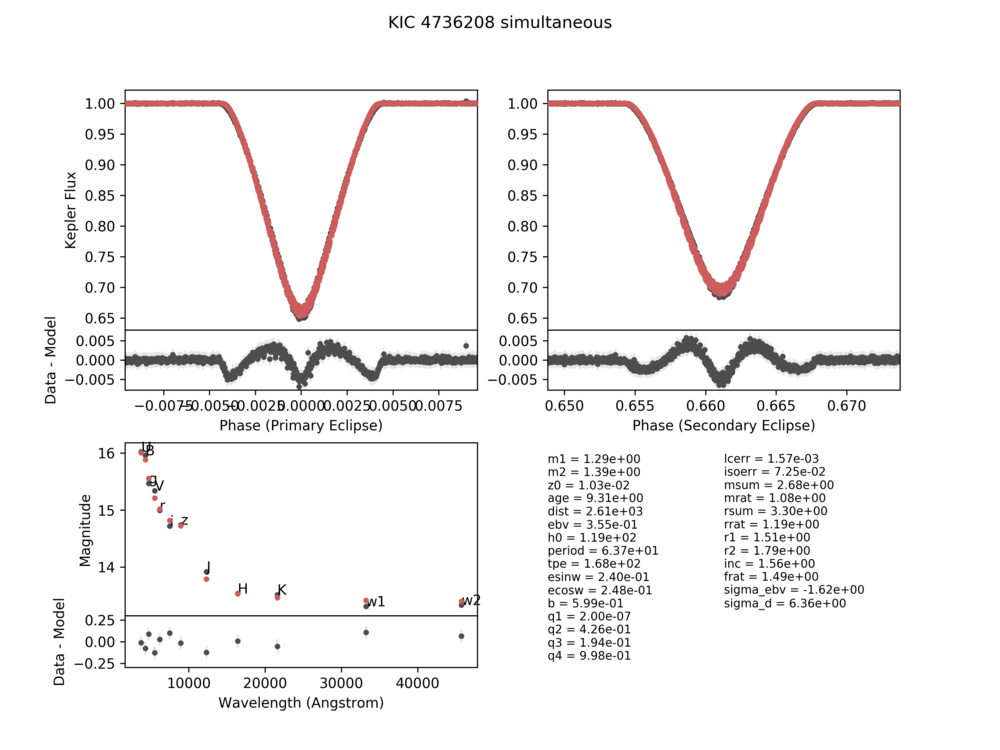 KIC 4736208 simultaneous
1.00
0.95
0.90
0.85
0.80
0.75
0.70
0.65
Kepler Flux
0.005
0.000
−0.005
Data - Model
−0.0075 −0.0050 −0.0025 0.0000 0.0025 0.0050 0.0075
Phase (Primary Eclipse)
1.00
0.95
0.90
0.85
0.80
0.75
0.70
0.65
0.005
0.000
−0.005
0.650 0.655 0.660 0.665 0.670
Phase (Secondary Eclipse)
16
15
14
Magnitude
U
B
g
V
r
i
z
J
H
K
w1
w2
0.25
0.00
−0.25
Data - Model
10000 20000 30000 40000
Wavelength (Angstrom)
m1 = 1.29e+00
m2 = 1.39e+00
z0 = 1.03e-02
age = 9.31e+00
dist = 2.61e+03
ebv = 3.55e-01
h0 = 1.19e+02
period = 6.37e+01
tpe = 1.68e+02
esinw = 2.40e-01
ecosw = 2.48e-01
b = 5.99e-01
q1 = 2.00e-07
q2 = 4.26e-01
q3 = 1.94e-01
q4 = 9.98e-01
lcerr = 1.57e-03
isoerr = 7.25e-02
msum = 2.68e+00
mrat = 1.08e+00
rsum = 3.30e+00
rrat = 1.19e+00
r1 = 1.51e+00
r2 = 1.79e+00
inc = 1.56e+00
frat = 1.49e+00
sigma_ebv = -1.62e+00
sigma_d = 6.36e+00